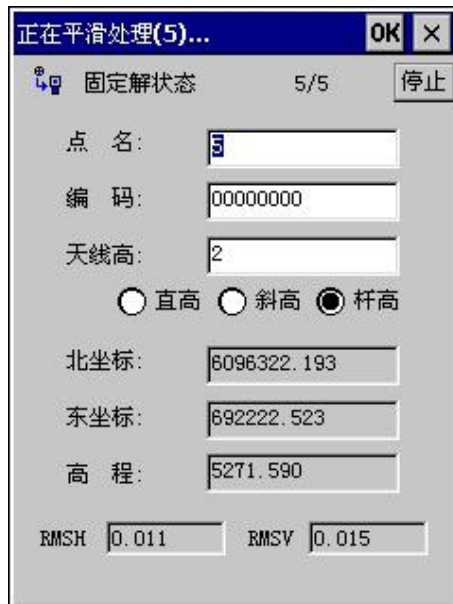 正在平滑处理(5)... OK ×
固定解状态 5/5 停止
点 名: 5
编 码: 00000000
天线高: 2
直高 斜高 杆高
北坐标: 6096322.193
东坐标: 692222.523
高 程: 5271.590
RMSH 0.011 RMSV 0.015